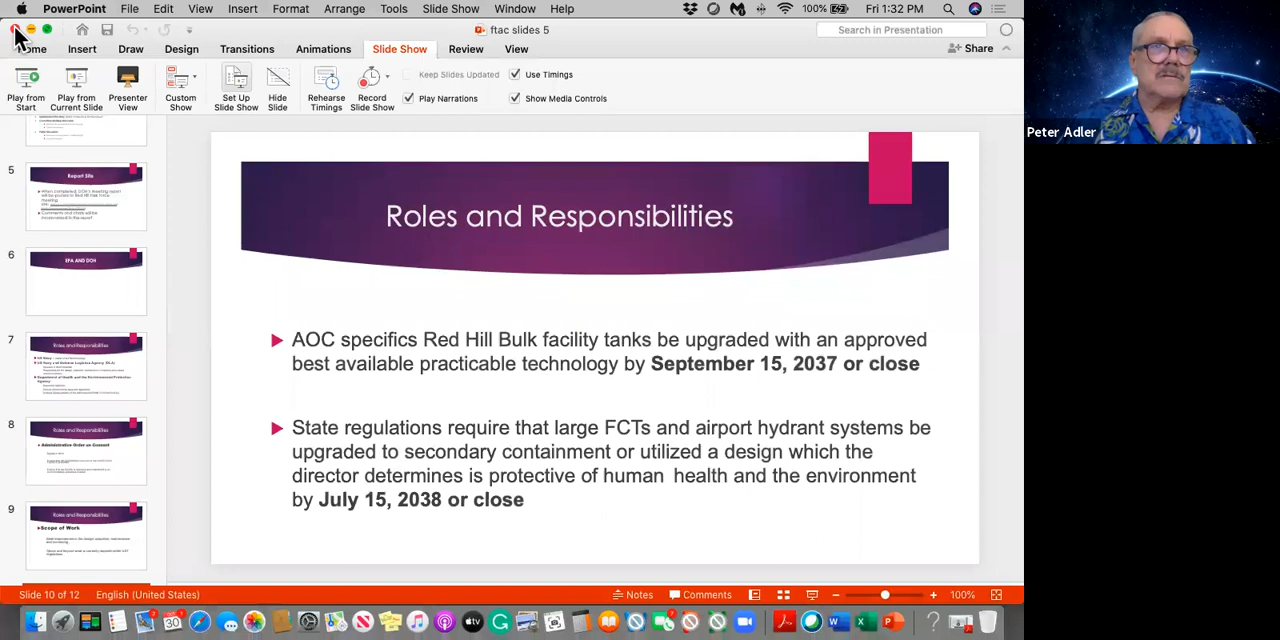 PowerPoint File Edit View Insert Format Arrange Tools Slide Show Window Help 100% Fri 1:32 PM
ftac slides 5 Search in Presentation
Home Insert Draw Design Transitions Animations Slide Show Review View Share
Play from Start
Play from Current Slide
Presenter View
Custom Show
Set Up Slide Show
Hide Slide
Rehearse Timings
Record Slide Show
Keep Slides Updated
Use Timings
Play Narrations
Show Media Controls
Peter Adler
5
Report Site
6
EPA AND DOH
7
Roles and Responsibilities
8
Roles and Responsibilities
Administrative Order on Consent
9
Roles and Responsibilities
Scope of Work
Roles and Responsibilities
AOC specifics Red Hill Bulk facility tanks be upgraded with an approved
best available practicable technology by September 15, 2037 or close
State regulations require that large FCTs and airport hydrant systems be
upgraded to secondary containment or utilized a design which the
director determines is protective of human health and the environment
by July 15, 2038 or close
Slide 10 of 12 English (United States) Notes Comments 100%